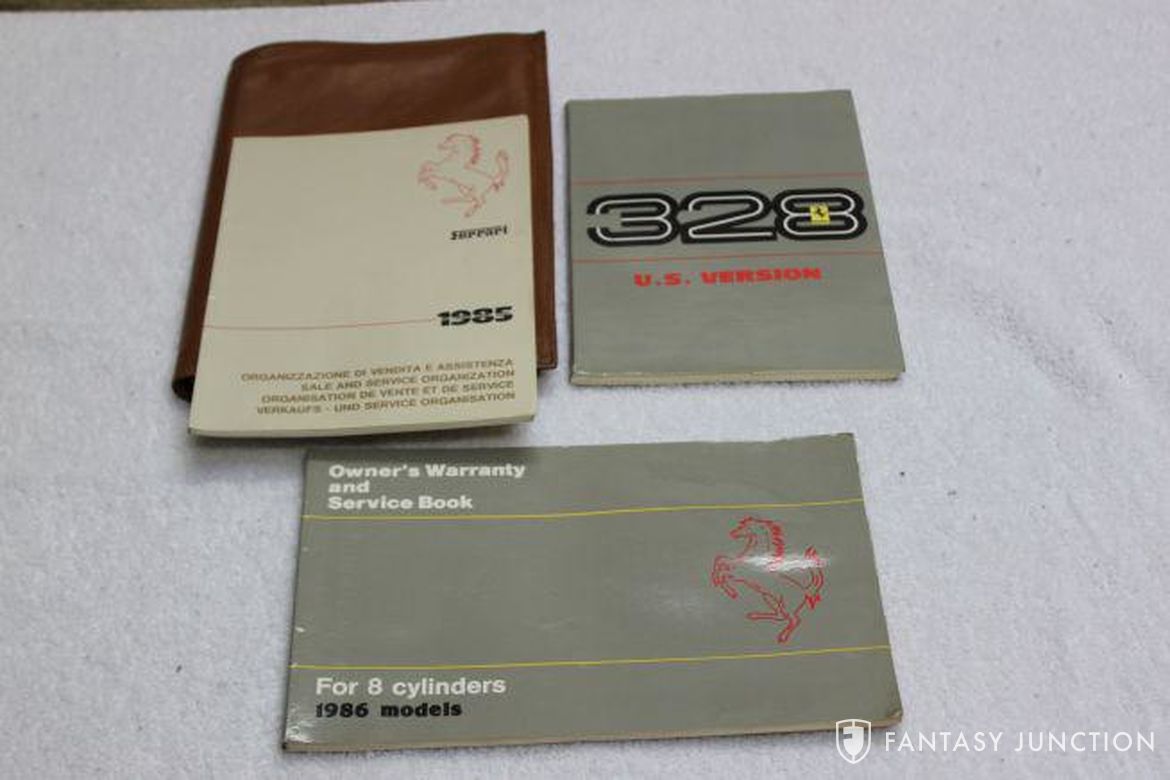 ferrari
1985
ORGANIZZAZIONE DI VENDITA E ASSISTENZA
SALE AND SERVICE ORGANIZATION
ORGANISATION DE VENTE ET DE SERVICE
VERKAUFS - UND SERVICE ORGANISATION
328
U.S. VERSION
Owner's Warranty
and
Service Book
For 8 cylinders
1986 models
FANTASY JUNCTION